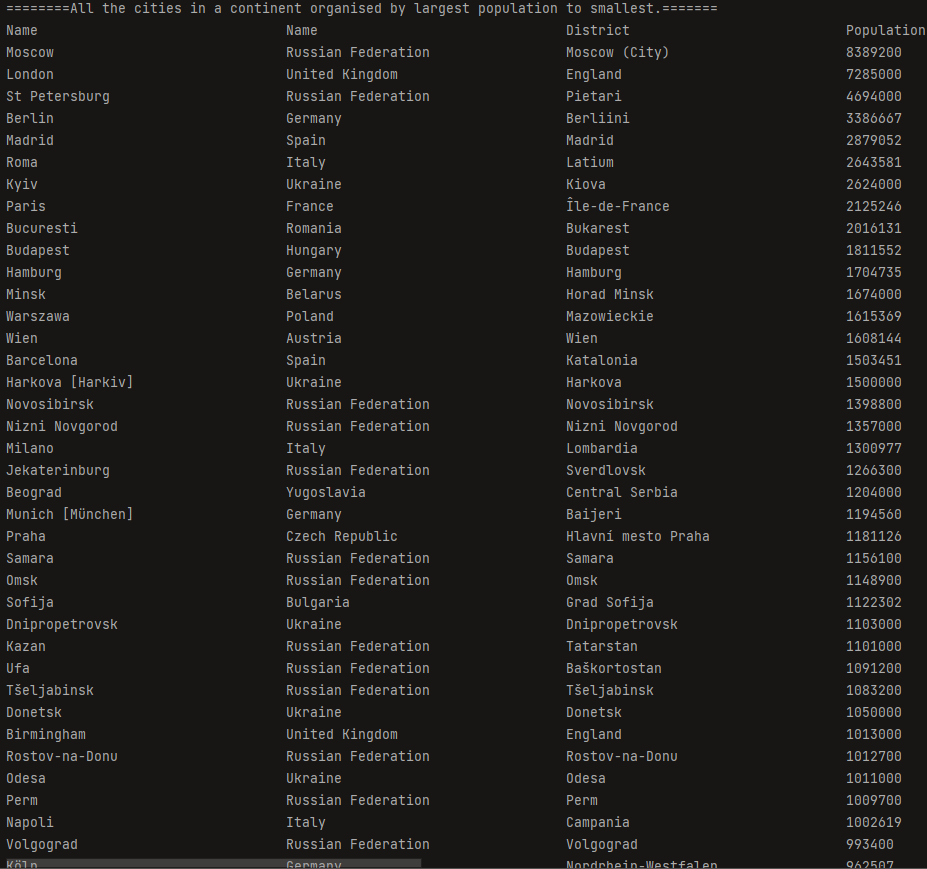 ========All the cities in a continent organised by largest population to smallest.=======
Name Name District Population
Moscow Russian Federation Moscow (City) 8389200
London United Kingdom England 7285000
St Petersburg Russian Federation Pietari 4694000
Berlin Germany Berliini 3386667
Madrid Spain Madrid 2879052
Roma Italy Latium 2643581
Kyiv Ukraine Kiova 2624000
Paris France Île-de-France 2125246
Bucuresti Romania Bukarest 2016131
Budapest Hungary Budapest 1811552
Hamburg Germany Hamburg 1704735
Minsk Belarus Horad Minsk 1674000
Warszawa Poland Mazowieckie 1615369
Wien Austria Wien 1608144
Barcelona Spain Katalonia 1503451
Harkova [Harkiv] Ukraine Harkova 1500000
Novosibirsk Russian Federation Novosibirsk 1398800
Nizni Novgorod Russian Federation Nizni Novgorod 1357000
Milano Italy Lombardia 1300977
Jekaterinburg Russian Federation Sverdlovsk 1266300
Beograd Yugoslavia Central Serbia 1204000
Munich [München] Germany Baijeri 1194560
Praha Czech Republic Hlavní mesto Praha 1181126
Samara Russian Federation Samara 1156100
Omsk Russian Federation Omsk 1148900
Sofija Bulgaria Grad Sofija 1122302
Dnipropetrovsk Ukraine Dnipropetrovsk 1103000
Kazan Russian Federation Tatarstan 1101000
Ufa Russian Federation Baškortostan 1091200
Tšeljabinsk Russian Federation Tšeljabinsk 1083200
Donetsk Ukraine Donetsk 1050000
Birmingham United Kingdom England 1013000
Rostov-na-Donu Russian Federation Rostov-na-Donu 1012700
Odesa Ukraine Odesa 1011000
Perm Russian Federation Perm 1009700
Napoli Italy Campania 1002619
Volgograd Russian Federation Volgograd 993400
Köln Germany Nordrhein-Westfalen 962507